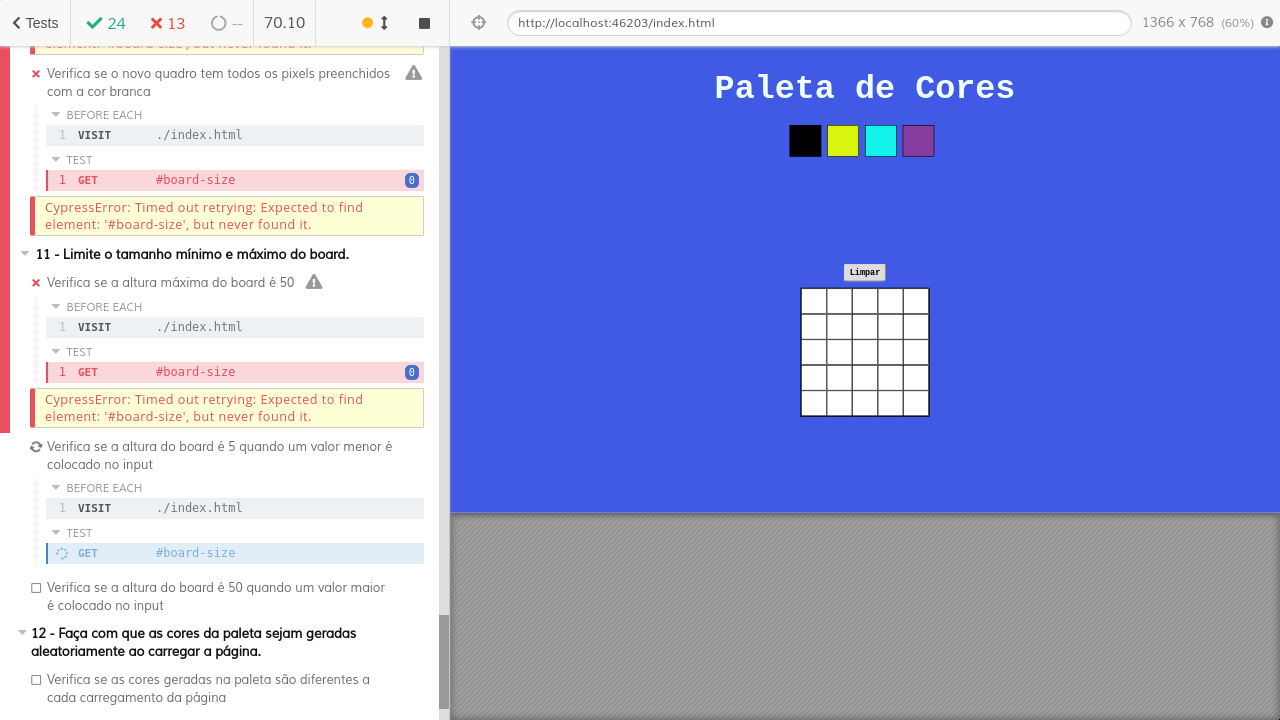 Tests 24 13 -- 70.10
http://localhost:46203/index.html 1366 x 768 (60%)
element: '#board-size', but never found it.
Verifica se o novo quadro tem todos os pixels preenchidos
com a cor branca
BEFORE EACH
1 VISIT ./index.html
TEST
1 GET #board-size 0
CypressError: Timed out retrying: Expected to find
element: '#board-size', but never found it.
11 - Limite o tamanho mínimo e máximo do board.
Verifica se a altura máxima do board é 50
BEFORE EACH
1 VISIT ./index.html
TEST
1 GET #board-size 0
CypressError: Timed out retrying: Expected to find
element: '#board-size', but never found it.
Verifica se a altura do board é 5 quando um valor menor é
colocado no input
BEFORE EACH
1 VISIT ./index.html
TEST
GET #board-size
Verifica se a altura do board é 50 quando um valor maior
é colocado no input
12 - Faça com que as cores da paleta sejam geradas
aleatoriamente ao carregar a página.
Verifica se as cores geradas na paleta são diferentes a
cada carregamento da página
Paleta de Cores
Limpar